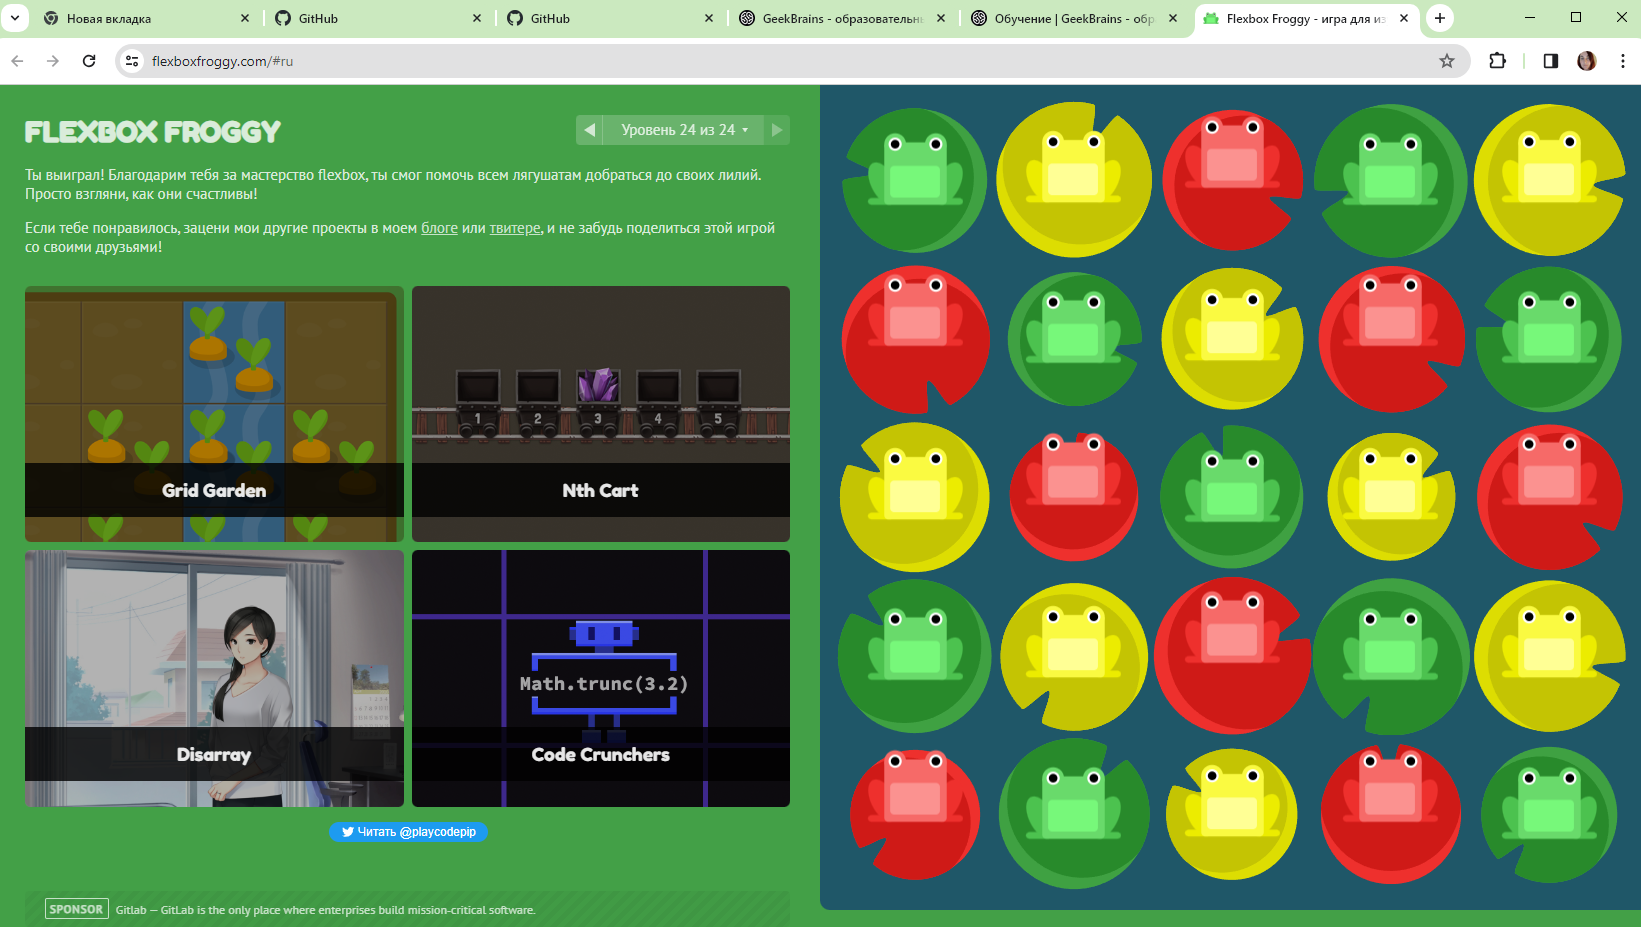 Новая вкладка
GitHub
GitHub
GeekBrains - образовательн
Обучение | GeekBrains - обр
Flexbox Froggy - игра для из
flexboxfroggy.com/#ru
FLEXBOX FROGGY
Уровень 24 из 24
Ты выиграл! Благодарим тебя за мастерство flexbox, ты смог помочь всем лягушатам добраться до своих лилий.
Просто взгляни, как они счастливы!
Если тебе понравилось, зацени мои другие проекты в моем блоге или твитере, и не забудь поделиться этой игрой
со своими друзьями!
1 2 3 4 5
Grid Garden
Nth Cart
Math.trunc(3.2)
Disarray
Code Crunchers
Читать @playcodepip
SPONSOR Gitlab — GitLab is the only place where enterprises build mission-critical software.